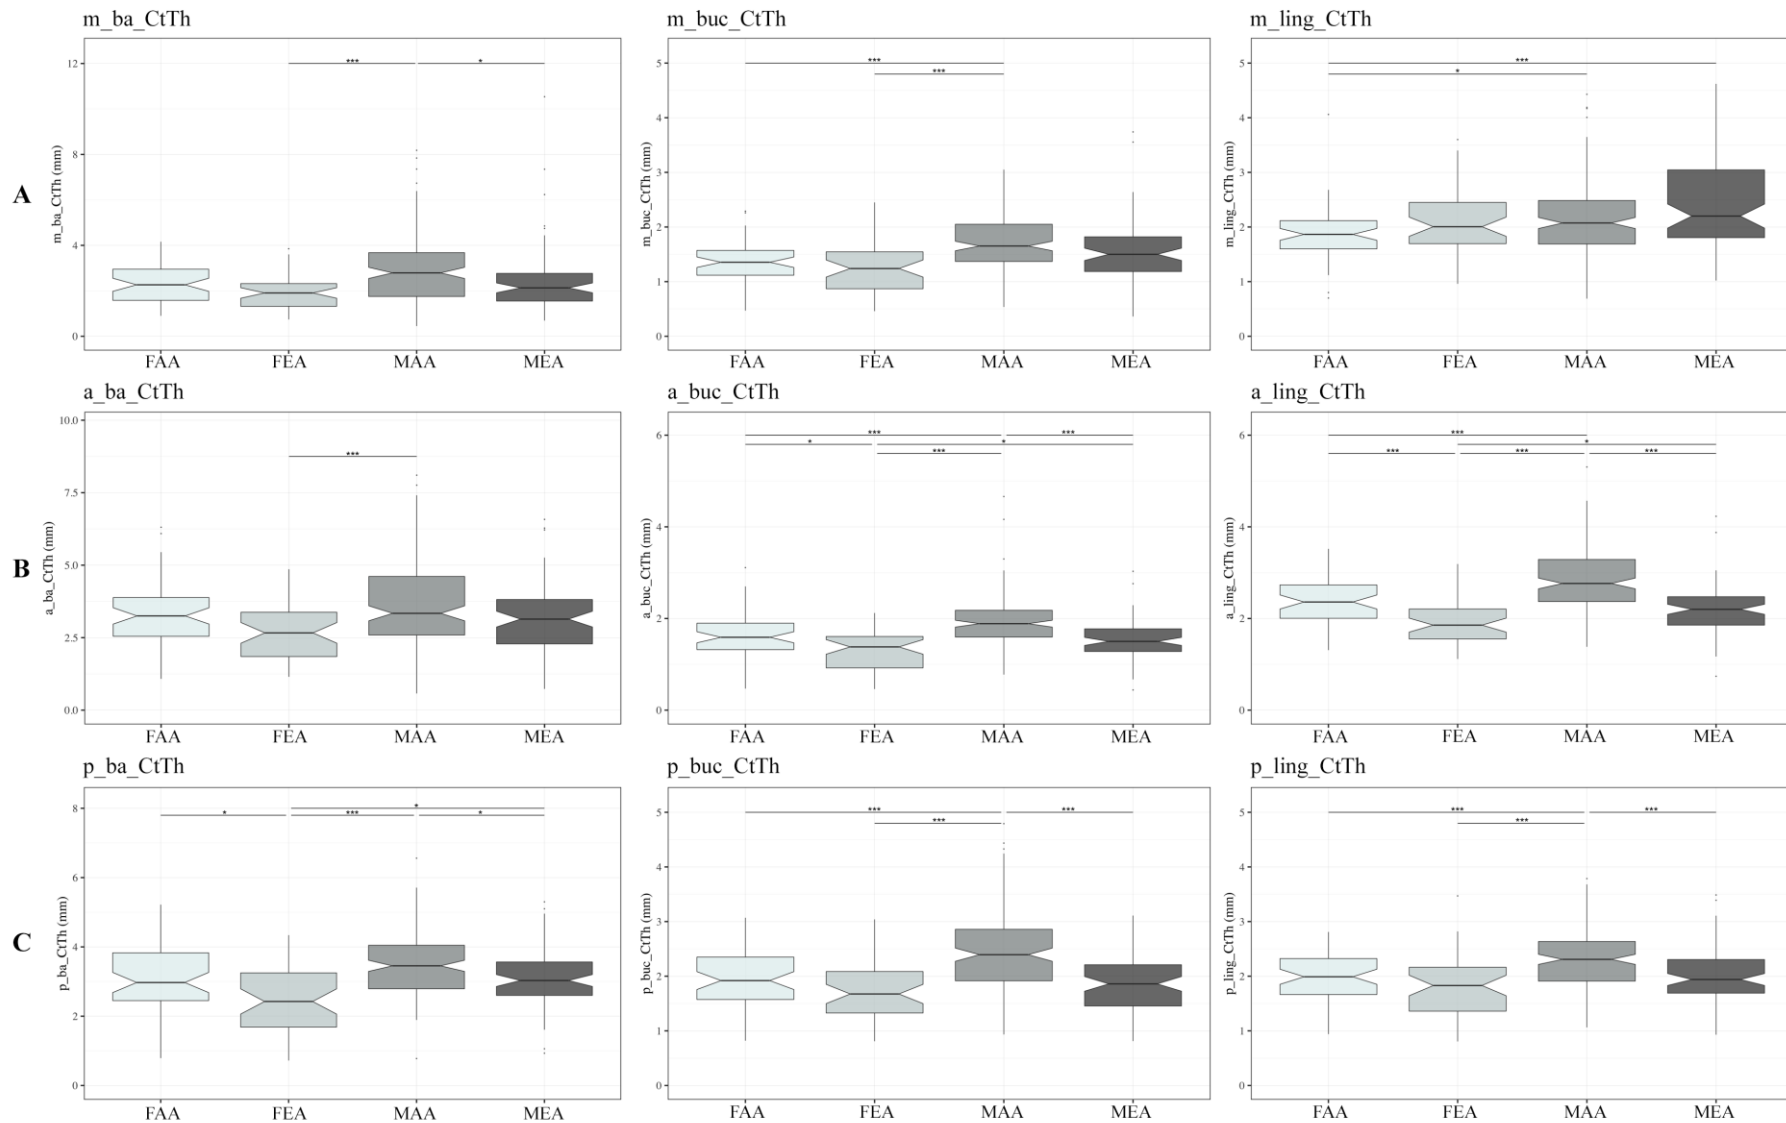 m_ba_CtTh
m_buc_CtTh
m_ling_CtTh
A
m_ba_CtTh (mm)
12
8
4
0
***
*
FAA FEA MAA MEA
m_buc_CtTh (mm)
5
4
3
2
1
0
***
***
FAA FEA MAA MEA
m_ling_CtTh (mm)
5
4
3
2
1
0
***
*
FAA FEA MAA MEA
a_ba_CtTh
a_buc_CtTh
a_ling_CtTh
B
a_ba_CtTh (mm)
10.0
7.5
5.0
2.5
0.0
***
FAA FEA MAA MEA
a_buc_CtTh (mm)
6
4
2
0
*** ***
* *
***
FAA FEA MAA MEA
a_ling_CtTh (mm)
6
4
2
0
***
*
*** *** ***
FAA FEA MAA MEA
p_ba_CtTh
p_buc_CtTh
p_ling_CtTh
C
p_ba_CtTh (mm)
8
6
4
2
0
*
* *** *
FAA FEA MAA MEA
p_buc_CtTh (mm)
5
4
3
2
1
0
*** ***
***
FAA FEA MAA MEA
p_ling_CtTh (mm)
5
4
3
2
1
0
*** ***
***
FAA FEA MAA MEA